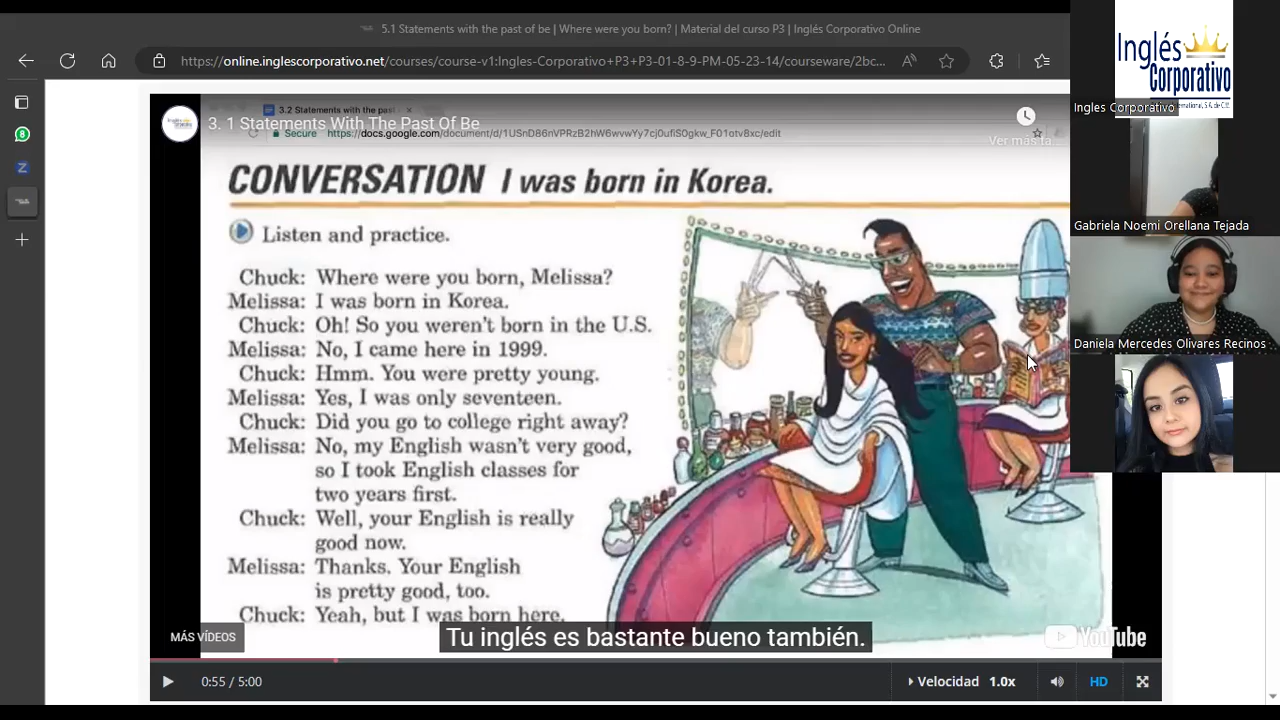 5.1 Statements with the past of be | Where were you born? | Material del curso P3 | Inglés Corporativo Online
https://online.inglescorporativo.net/courses/course-v1:Ingles-Corporativo+P3+P3-01-8-9-PM-05-23-14/courseware/2bc...
3.2 Statements with the past
3. 1 Statements With The Past Of Be
Secure https://docs.google.com/document/d/1USnD86nVPRzB2hW6wwYy7cj0ufiS0gkw_F01otv8xc/edit
Ver más
CONVERSATION I was born in Korea.
Listen and practice.
Chuck: Where were you born, Melissa?
Melissa: I was born in Korea.
Chuck: Oh! So you weren't born in the U.S.
Melissa: No, I came here in 1999.
Chuck: Hmm. You were pretty young.
Melissa: Yes, I was only seventeen.
Chuck: Did you go to college right away?
Melissa: No, my English wasn't very good,
so I took English classes for
two years first.
Chuck: Well, your English is really
good now.
Melissa: Thanks. Your English
is pretty good, too.
Chuck: Yeah, but I was born here.
MÁS VÍDEOS
Tu inglés es bastante bueno también.
YouTube
0:55 / 5:00
Velocidad 1.0x
HD
Inglés
Corporativo
Ingles Corporativo
Gabriela Noemi Orellana Tejada
Daniela Mercedes Olivares Recinos